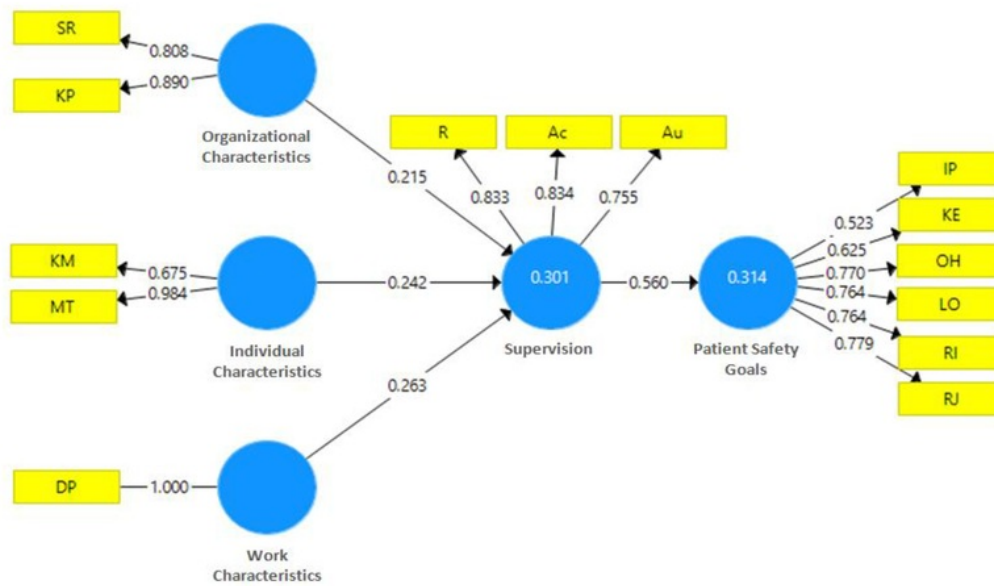 SR
0.808
KP
0.890
Organizational
Characteristics
0.215
R
Ac
Au
0.833
0.834
0.755
KM
0.675
MT
0.984
Individual
Characteristics
0.242
0.301
Supervision
0.560
0.314
Patient Safety
Goals
IP
0.523
KE
0.625
OH
0.770
LO
0.764
RI
0.764
RJ
0.779
0.263
DP
1.000
Work
Characteristics